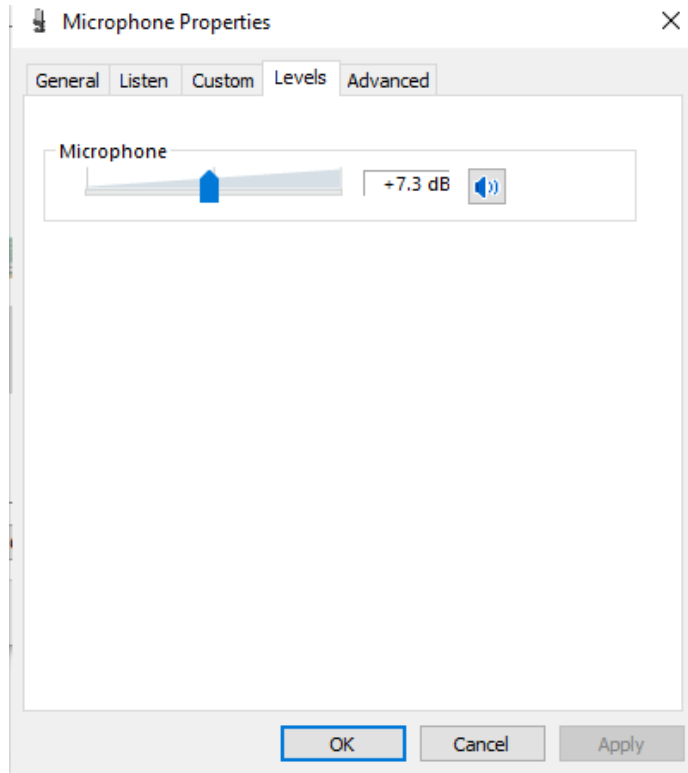 Microphone Properties
General Listen Custom Levels Advanced
Microphone
+7.3 dB
OK Cancel Apply